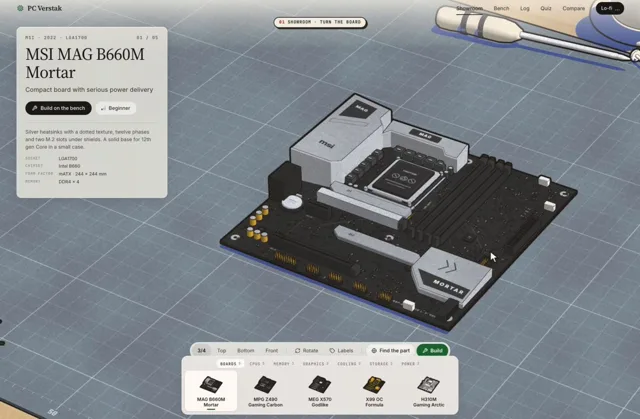 PC Verstak
Showroom Bench Log Quiz Compare Lo-fi ...
01 SHOWROOM · TURN THE BOARD
MSI · 2022 · LGA1700 01 / 05
MSI MAG B660M
Mortar
Compact board with serious power delivery
Build on the bench Beginner
Silver heatsinks with a dotted texture, twelve phases
and two M.2 slots under shields. A solid base for 12th
gen Core in a small case.
SOCKET LGA1700
CHIPSET Intel B660
FORM FACTOR mATX · 244 × 244 mm
MEMORY DDR4 × 4
MAG
MAG
msi
MORTAR
50
3/4 Top Bottom Front Rotate Labels Find the part Build
BOARDS CPUS MEMORY GRAPHICS COOLING STORAGE POWER
MAG B660M
Mortar
MPG Z490
Gaming Carbon
MEG X570
Godlike
X99 OC
Formula
H310M
Gaming Arctic